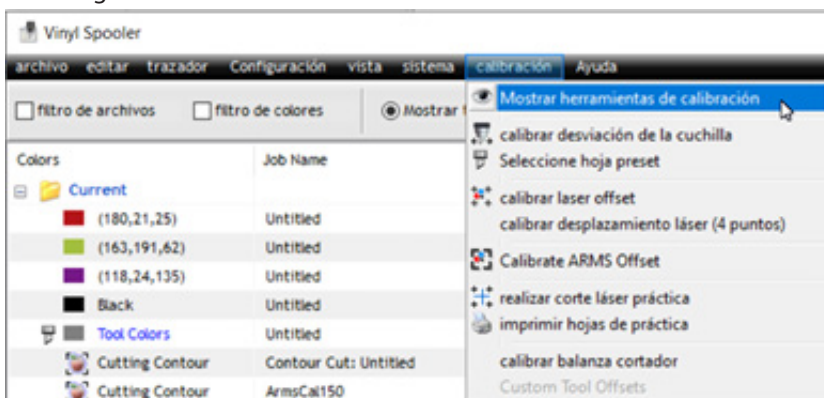 Vinyl Spooler
archivo editar trazador Configuración vista sistema calibración Ayuda
filtro de archivos filtro de colores Mostrar
Mostrar herramientas de calibración
calibrar desviación de la cuchilla
Seleccione hoja preset
calibrar laser offset
calibrar desplazamiento láser (4 puntos)
Calibrate ARMS Offset
realizar corte láser práctica
imprimir hojas de práctica
calibrar balanza cortador
Custom Tool Offsets
Colors Job Name
Current
(180,21,25) Untitled
(163,191,62) Untitled
(118,24,135) Untitled
Black Untitled
Tool Colors Untitled
Cutting Contour Contour Cut: Untitled
Cutting Contour ArmsCal150